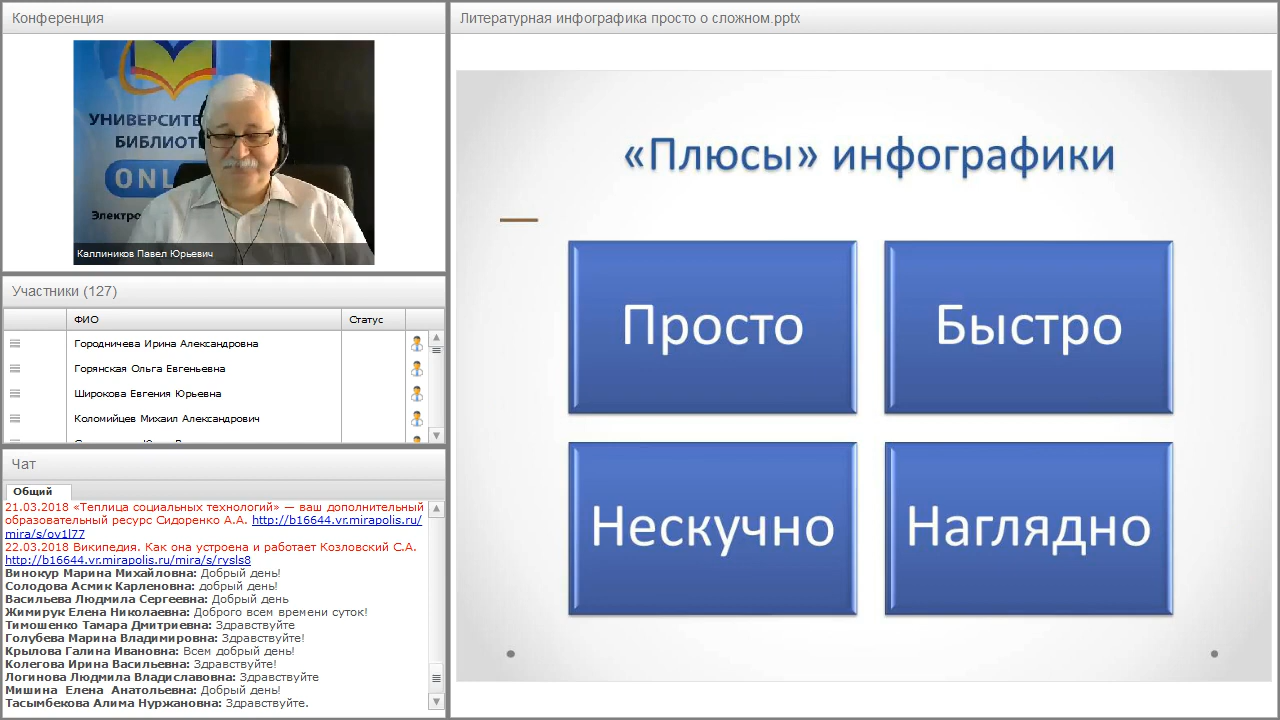 Конференция
УНИВЕРСИТЕ
БИБЛИОТ
ONL
Электро
Каллиников Павел Юрьевич
Участники (127)
ФИО
Статус
Городничева Ирина Александровна
Горянская Ольга Евгеньевна
Широкова Евгения Юрьевна
Коломийцев Михаил Александрович
Чат
Общий
21.03.2018 «Теплица социальных технологий» — ваш дополнительный
образовательный ресурс Сидоренко А.А. http://b16644.vr.mirapolis.ru/
mira/s/ov1l77
22.03.2018 Википедия. Как она устроена и работает Козловский С.А.
http://b16644.vr.mirapolis.ru/mira/s/rysls8
Винокур Марина Михайловна: Добрый день!
Солодова Асмик Карленовна: добрый день!
Васильева Людмила Сергеевна: Добрый день
Жимирук Елена Николаевна: Доброго всем времени суток!
Тимошенко Тамара Дмитриевна: Здравствуйте
Голубева Марина Владимировна: Здравствуйте!
Крылова Галина Ивановна: Всем добрый день!
Колегова Ирина Васильевна: Здравствуйте!
Логинова Людмила Владиславовна: Здравствуйте
Мишина Елена Анатольевна: Добрый день!
Тасымбекова Алима Нуржановна: Здравствуйте.
Литературная инфографика просто о сложном.pptx
«Плюсы» инфографики
Просто
Быстро
Нескучно
Наглядно